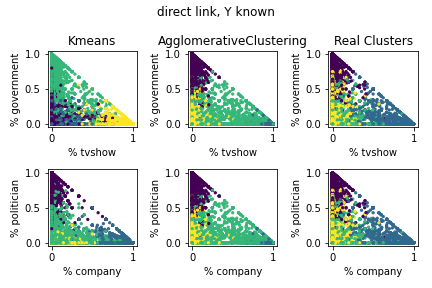 direct link, Y known
Kmeans AgglomerativeClustering Real Clusters
% government 1.0 0.5 0.0 0 1 % tvshow
% government 1.0 0.5 0.0 0 1 % tvshow
% government 1.0 0.5 0.0 0 1 % tvshow
% politician 1.0 0.5 0.0 0 1 % company
% politician 1.0 0.5 0.0 0 1 % company
% politician 1.0 0.5 0.0 0 1 % company